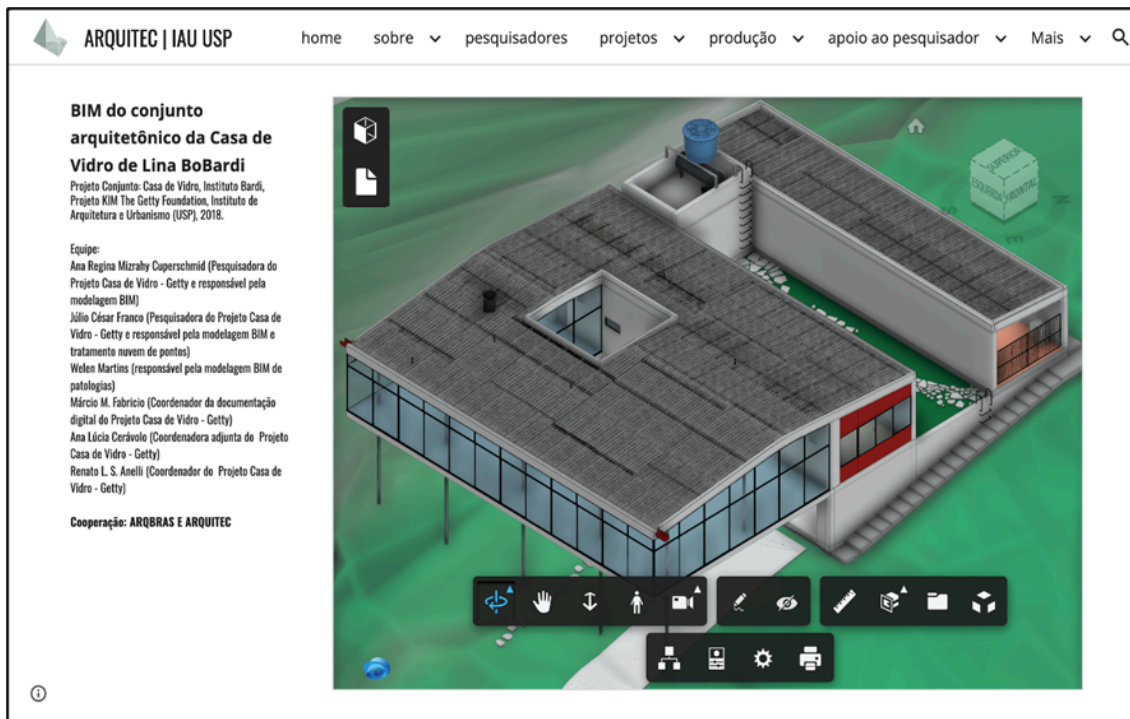 ARQUITEC | IAU USP
home sobre pesquisadores projetos produção apoio ao pesquisador Mais
BIM do conjunto
arquitetônico da Casa de
Vidro de Lina BoBardi
Projeto Conjunto: Casa de Vidro, Instituto Bardi,
Projeto KIM The Getty Foundation, Instituto de
Arquitetura e Urbanismo (USP), 2018.
Equipe:
Ana Regina Mizrahy Cuperschmid (Pesquisadora do
Projeto Casa de Vidro - Getty e responsável pela
modelagem BIM)
Júlio César Franco (Pesquisadora do Projeto Casa de
Vidro - Getty e responsável pela modelagem BIM e
tratamento nuvem de pontos)
Welen Martins (responsável pela modelagem BIM de
patologias)
Márcio M. Fabricio (Coordenador da documentação
digital do Projeto Casa de Vidro - Getty)
Ana Lúcia Cerávolo (Coordenadora adjunta do Projeto
Casa de Vidro - Getty)
Renato L. S. Anelli (Coordenador do Projeto Casa de
Vidro - Getty)
Cooperação: ARQBRAS E ARQUITEC
SUPERIOR
ESQUERDA
FRONTAL